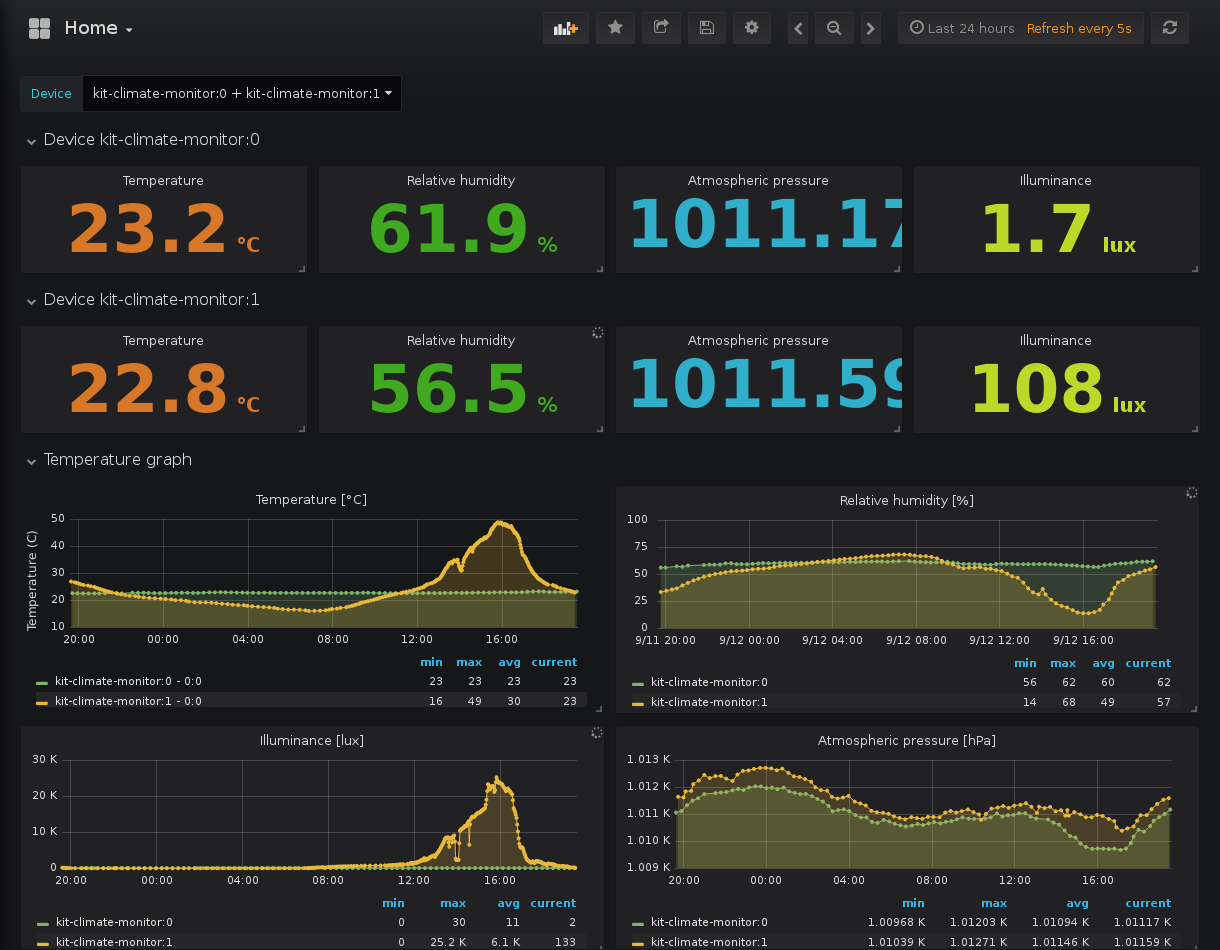 Home
Last 24 hours Refresh every 5s
Device kit-climate-monitor:0 + kit-climate-monitor:1
Device kit-climate-monitor:0
Temperature Relative humidity Atmospheric pressure Illuminance
23.2 °C 61.9 % 1011.17 1.7 lux
Device kit-climate-monitor:1
Temperature Relative humidity Atmospheric pressure Illuminance
22.8 °C 56.5 % 1011.59 108 lux
Temperature graph
Temperature [°C]
Temperature (C)
50
40
30
20
10
20:00 00:00 04:00 08:00 12:00 16:00
min max avg current
kit-climate-monitor:0 - 0:0 23 23 23 23
kit-climate-monitor:1 - 0:0 16 49 30 23
Relative humidity [%]
100
75
50
25
0
9/11 20:00 9/12 00:00 9/12 04:00 9/12 08:00 9/12 12:00 9/12 16:00
min max avg current
kit-climate-monitor:0 56 62 60 62
kit-climate-monitor:1 14 68 49 57
Illuminance [lux]
30 K
20 K
10 K
0
20:00 00:00 04:00 08:00 12:00 16:00
min max avg current
kit-climate-monitor:0 0 30 11 2
kit-climate-monitor:1 0 25.2 K 6.1 K 133
Atmospheric pressure [hPa]
1.013 K
1.012 K
1.011 K
1.010 K
1.009 K
20:00 00:00 04:00 08:00 12:00 16:00
min max avg current
kit-climate-monitor:0 1.00968 K 1.01203 K 1.01094 K 1.01117 K
kit-climate-monitor:1 1.01039 K 1.01271 K 1.01146 K 1.01159 K